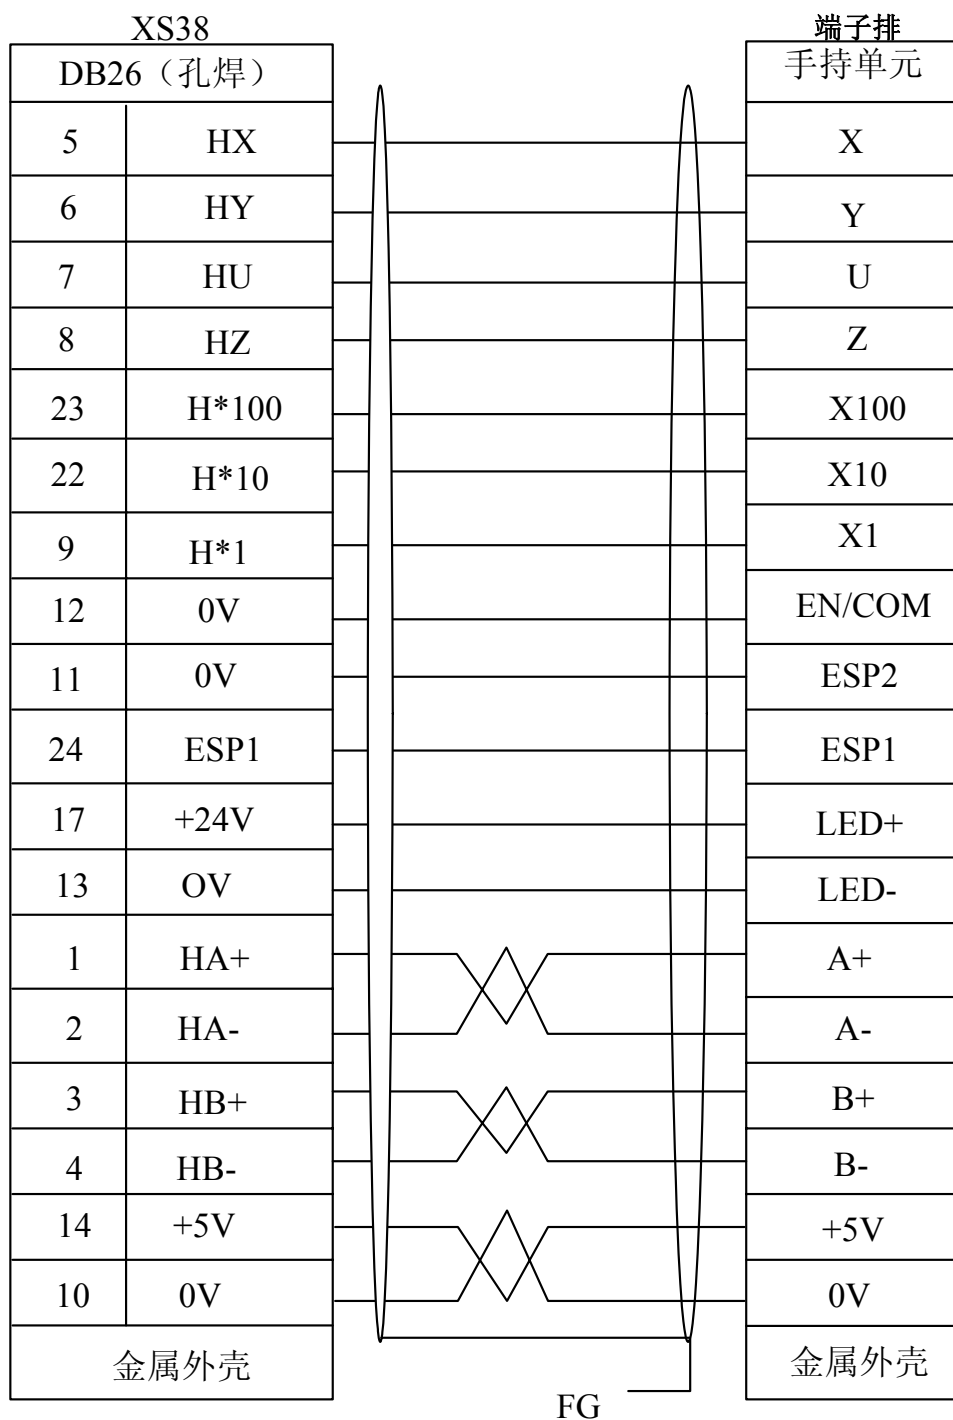 XS38 端子排
DB26（孔焊） 手持单元
5 HX X
6 HY Y
7 HU U
8 HZ Z
23 H*100 X100
22 H*10 X10
9 H*1 X1
12 0V EN/COM
11 0V ESP2
24 ESP1 ESP1
17 +24V LED+
13 OV LED-
1 HA+ A+
2 HA- A-
3 HB+ B+
4 HB- B-
14 +5V +5V
10 0V 0V
金属外壳 金属外壳
FG